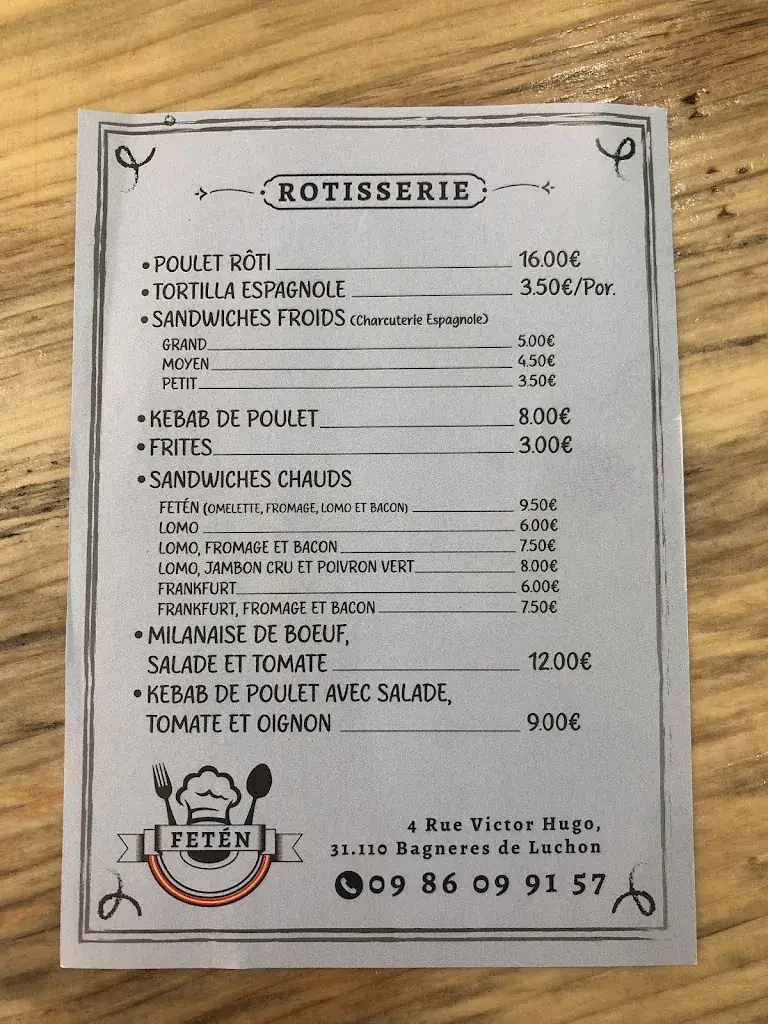 ROTISSERIE
• POULET RÔTI 16.00€
• TORTILLA ESPAGNOLE 3.50€/Por.
• SANDWICHES FROIDS (Charcuterie Espagnole)
GRAND 5.00€
MOYEN 4.50€
PETIT 3.50€
• KEBAB DE POULET 8.00€
• FRITES 3.00€
• SANDWICHES CHAUDS
FETÉN (OMELETTE, FROMAGE, LOMO ET BACON) 9.50€
LOMO 6.00€
LOMO, FROMAGE ET BACON 7.50€
LOMO, JAMBON CRU ET POIVRON VERT 8.00€
FRANKFURT 6.00€
FRANKFURT, FROMAGE ET BACON 7.50€
• MILANAISE DE BOEUF,
SALADE ET TOMATE 12.00€
• KEBAB DE POULET AVEC SALADE,
TOMATE ET OIGNON 9.00€
FETÉN
4 Rue Victor Hugo,
31.110 Bagneres de Luchon
09 86 09 91 57